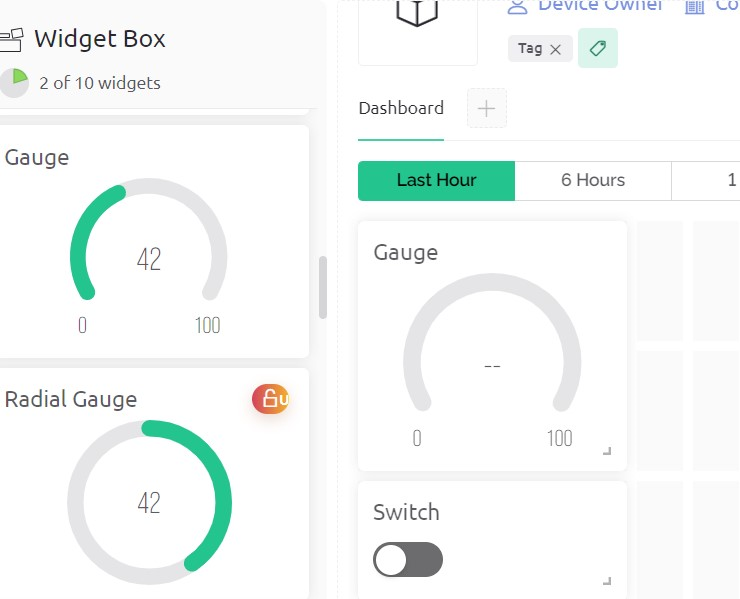 Widget Box
2 of 10 widgets
Gauge
42
0 100
Radial Gauge
42
Device Owner
Tag
Dashboard
Last Hour 6 Hours 1
Gauge
--
0 100
Switch